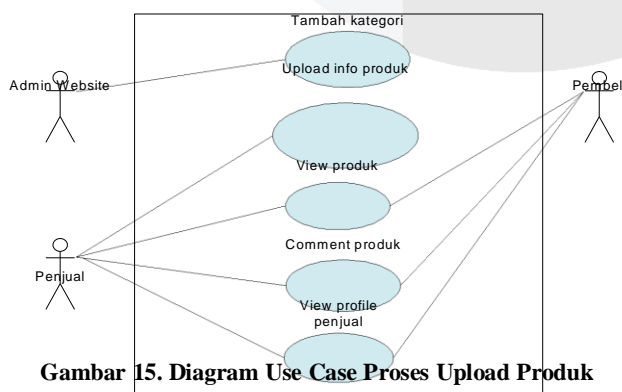 Tambah kategori
Upload info produk
Admin Website
Pembel
View produk
Comment produk
Penjual
View profile
penjual
Gambar 15. Diagram Use Case Proses Upload Produk